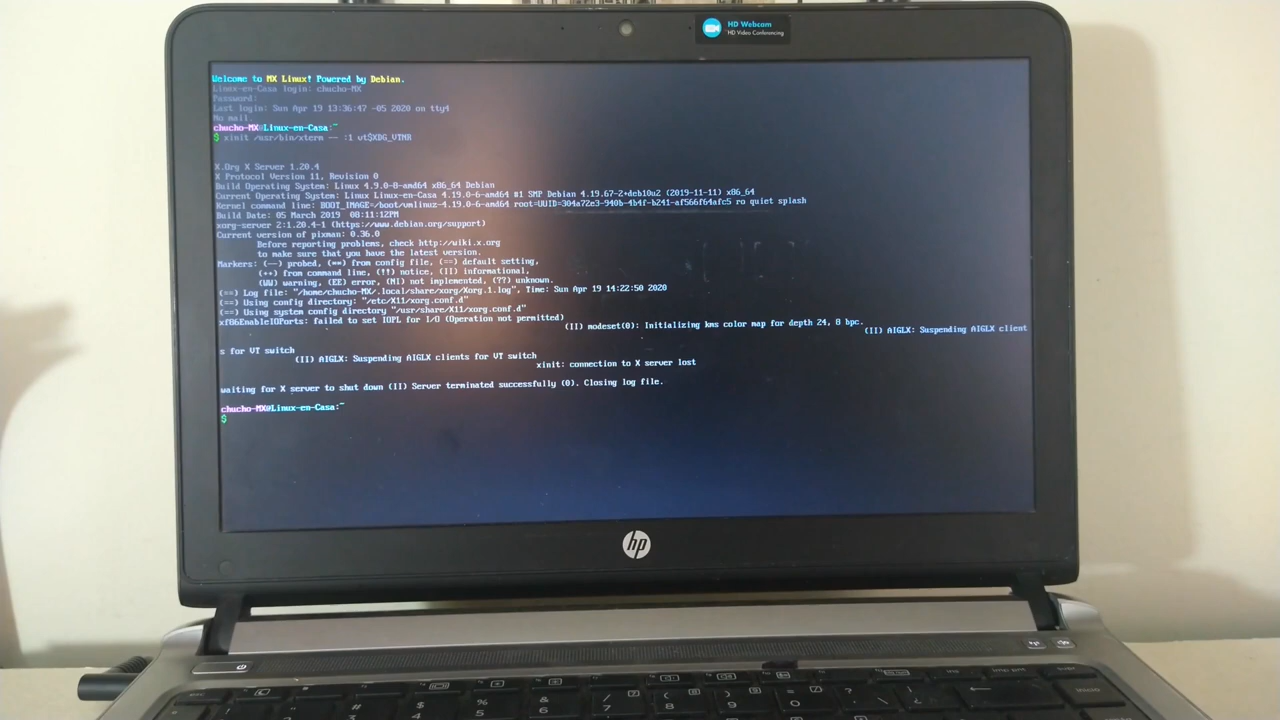 HD Webcam
HD Video Conferencing
Welcome to MX Linux! Powered by Debian.
Linux-en-Casa login: chucho-MX
Password:
Last login: Sun Apr 19 13:36:47 -05 2020 on tty4
No mail.
chucho-MX@Linux-en-Casa:~
$ xinit /usr/bin/xterm -- :1 vt$XDG_VTNR
X.Org X Server 1.20.4
X Protocol Version 11, Revision 0
Build Operating System: Linux 4.9.0-8-amd64 x86_64 Debian
Current Operating System: Linux Linux-en-Casa 4.19.0-6-amd64 #1 SMP Debian 4.19.67-2+deb10u2 (2019-11-11) x86_64
Kernel command line: BOOT_IMAGE=/boot/vmlinuz-4.19.0-6-amd64 root=UUID=304a72e3-940b-4b4f-b241-af566f64afc5 ro quiet splash
Build Date: 05 March 2019  08:11:12PM
xorg-server 2:1.20.4-1 (https://www.debian.org/support)
Current version of pixman: 0.36.0
Before reporting problems, check http://wiki.x.org
to make sure that you have the latest version.
Markers: (--) probed, (**) from config file, (==) default setting,
(++) from command line, (!!) notice, (II) informational,
(WW) warning, (EE) error, (NI) not implemented, (??) unknown.
(==) Log file: "/home/chucho-MX/.local/share/xorg/Xorg.1.log", Time: Sun Apr 19 14:22:50 2020
(==) Using config directory: "/etc/X11/xorg.conf.d"
(==) Using system config directory "/usr/share/X11/xorg.conf.d"
xf86EnableIOPorts: failed to set IOPL for I/O (Operation not permitted)
(II) modeset(0): Initializing kms color map for depth 24, 8 bpc.
(II) AIGLX: Suspending AIGLX client
s for VT switch
(II) AIGLX: Suspending AIGLX clients for VT switch
xinit: connection to X server lost
waiting for X server to shut down (II) Server terminated successfully (0). Closing log file.
chucho-MX@Linux-en-Casa:~
$
hp